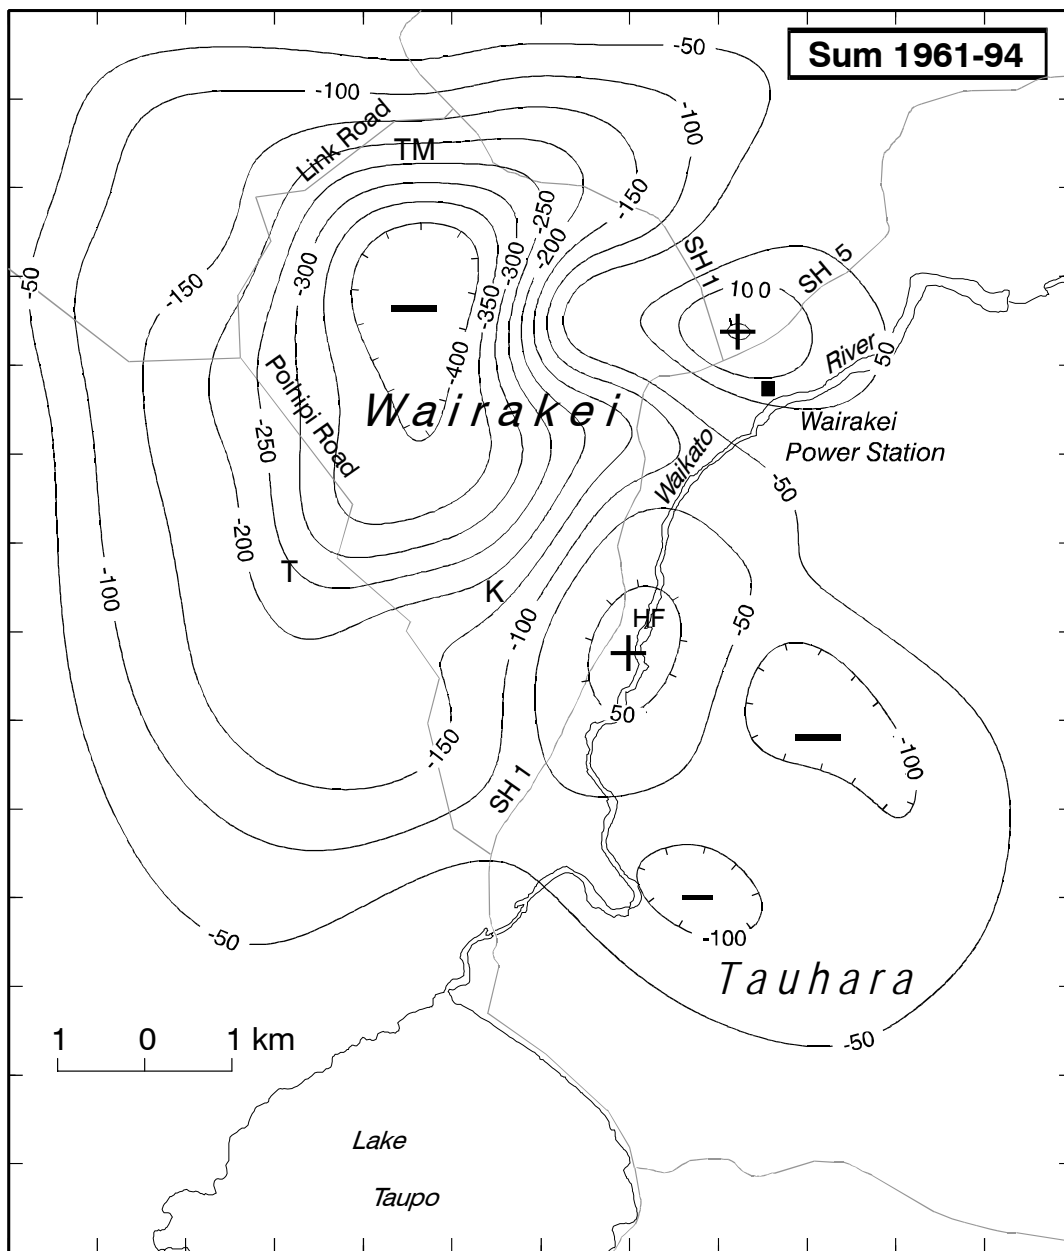 -50
Sum 1961-94
-100
-100
Link Road
TM
-150
-250
-200
SH 1
SH 5
-50
-150
-300
-300
-350
100
River
50
-400
Poihipi Road
Wairakei
Wairakei
Power Station
-250
Waikato
-50
-200
T
-100
K
-100
HF
-50
50
-150
-100
SH 1
-50
-100
Tauhara
1 0 1 km
-50
Lake
Taupo